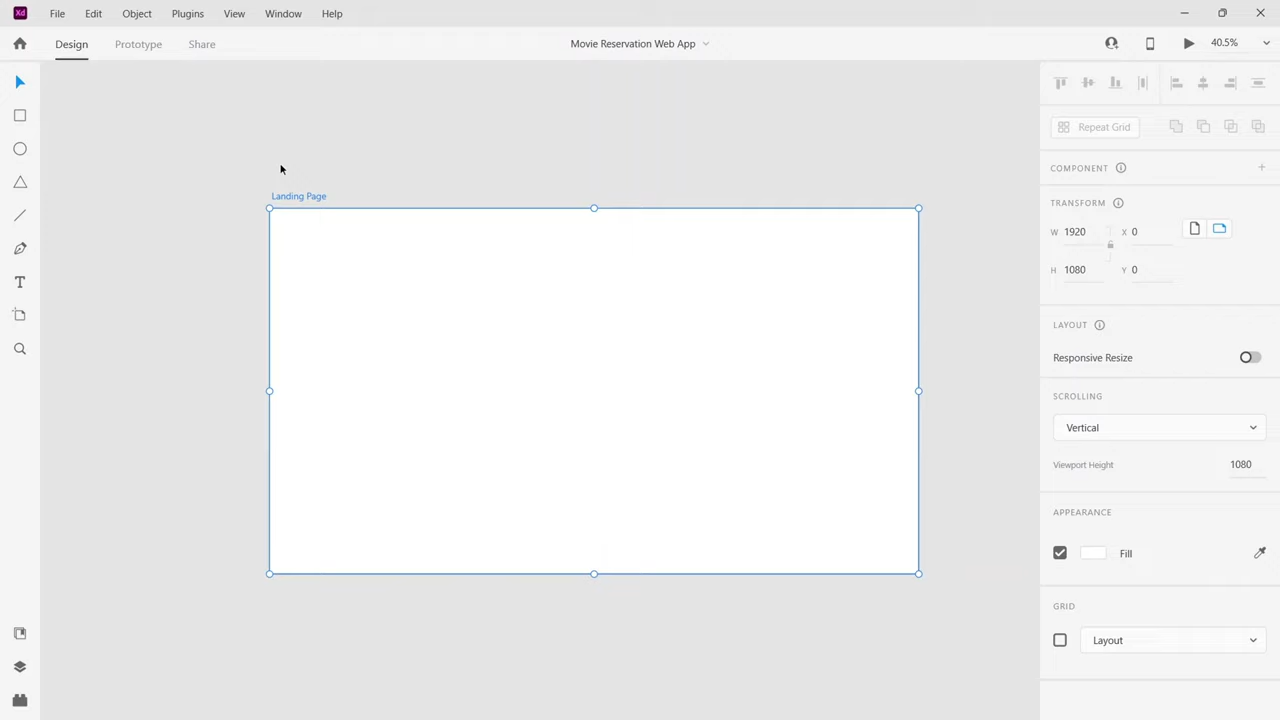 Xd File Edit Object Plugins View Window Help
Design Prototype Share Movie Reservation Web App 40.5%
Repeat Grid
COMPONENT
Landing Page
TRANSFORM
W 1920 X 0
H 1080 Y 0
LAYOUT
Responsive Resize
SCROLLING
Vertical
Viewport Height 1080
APPEARANCE
Fill
GRID
Layout